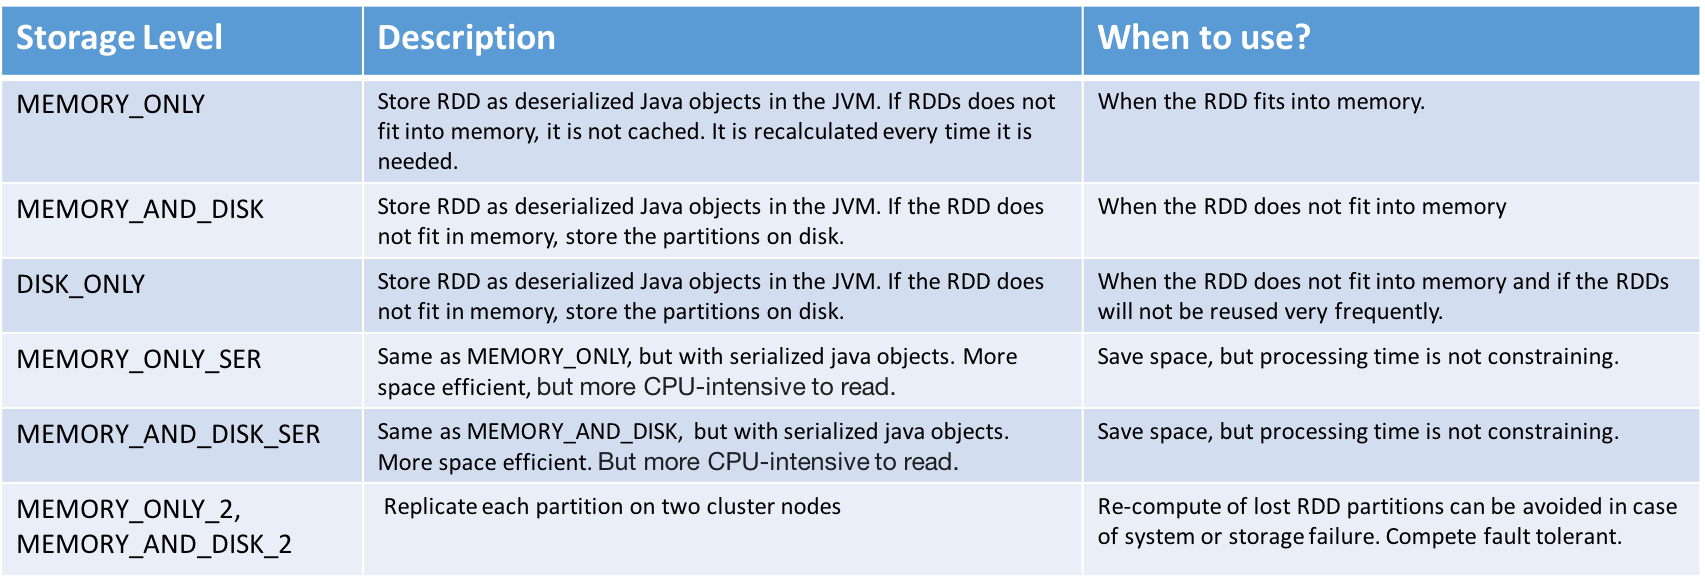 Storage Level
Description
When to use?
MEMORY_ONLY
Store RDD as deserialized Java objects in the JVM. If RDDs does not
fit into memory, it is not cached. It is recalculated every time it is
needed.
When the RDD fits into memory.
MEMORY_AND_DISK
Store RDD as deserialized Java objects in the JVM. If the RDD does
not fit in memory, store the partitions on disk.
When the RDD does not fit into memory
DISK_ONLY
Store RDD as deserialized Java objects in the JVM. If the RDD does
not fit in memory, store the partitions on disk.
When the RDD does not fit into memory and if the RDDs
will not be reused very frequently.
MEMORY_ONLY_SER
Same as MEMORY_ONLY, but with serialized java objects. More
space efficient, but more CPU-intensive to read.
Save space, but processing time is not constraining.
MEMORY_AND_DISK_SER
Same as MEMORY_AND_DISK, but with serialized java objects.
More space efficient. But more CPU-intensive to read.
Save space, but processing time is not constraining.
MEMORY_ONLY_2,
MEMORY_AND_DISK_2
Replicate each partition on two cluster nodes
Re-compute of lost RDD partitions can be avoided in case
of system or storage failure. Compete fault tolerant.